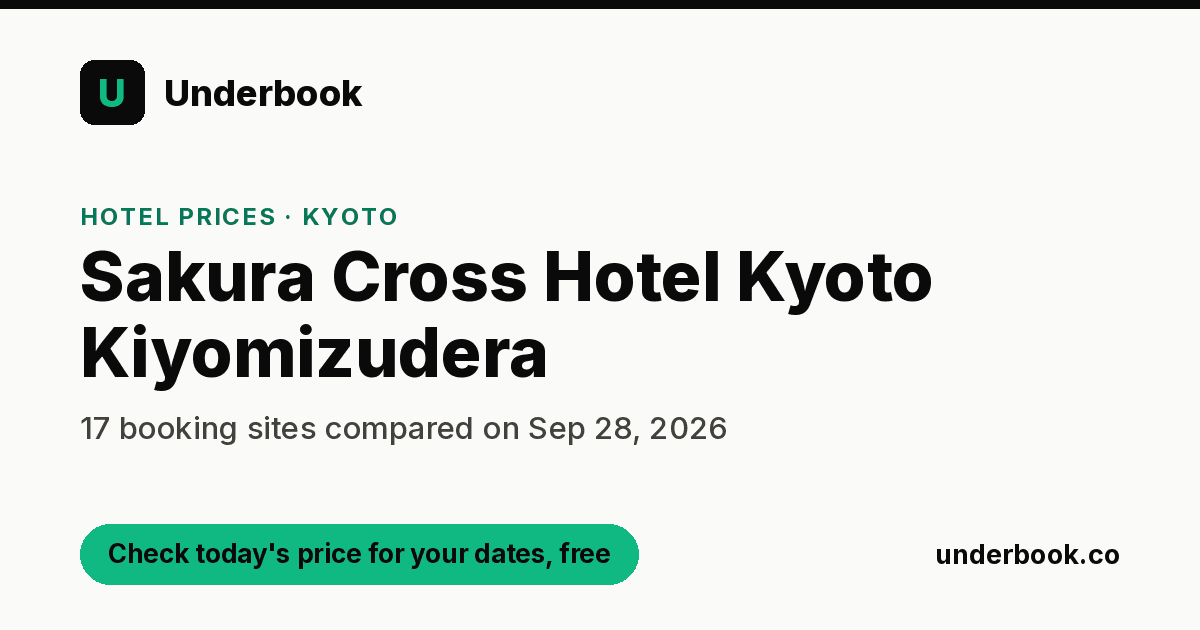 U
Underbook
HOTEL PRICES · KYOTO
Sakura Cross Hotel Kyoto
Kiyomizudera
17 booking sites compared on Sep 28, 2026
Check today's price for your dates, free
underbook.co